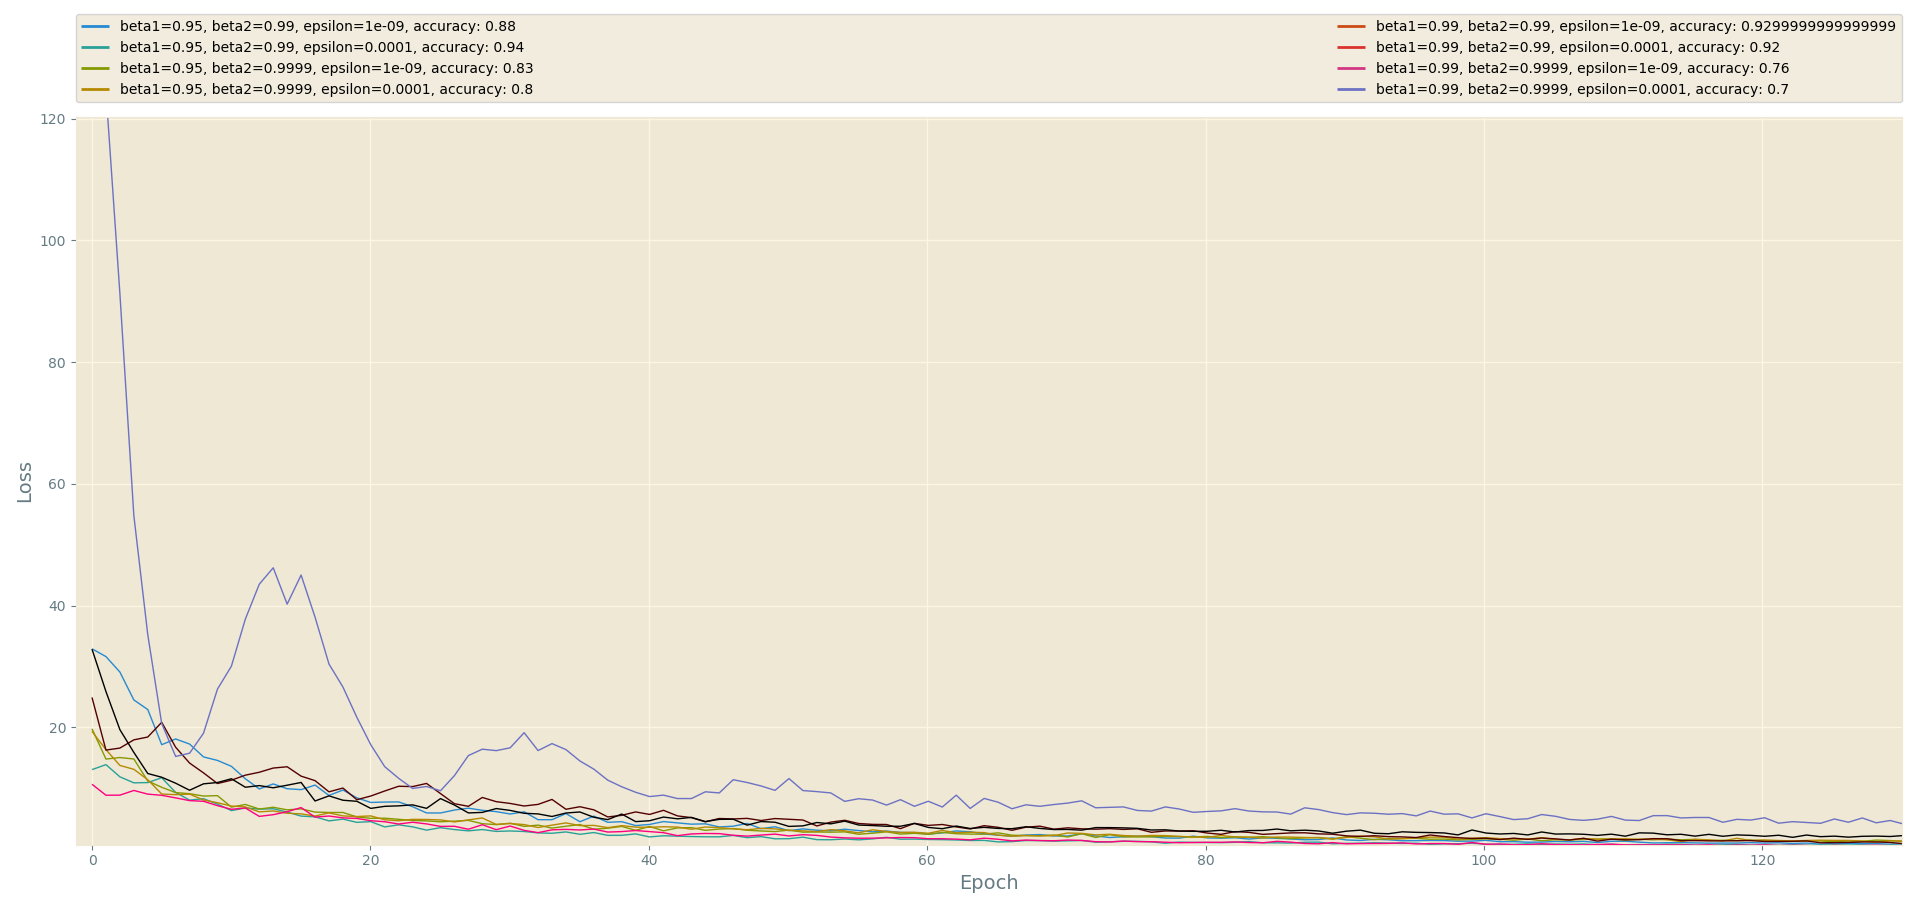 beta1=0.95, beta2=0.99, epsilon=1e-09, accuracy: 0.88
beta1=0.95, beta2=0.99, epsilon=0.0001, accuracy: 0.94
beta1=0.95, beta2=0.9999, epsilon=1e-09, accuracy: 0.83
beta1=0.95, beta2=0.9999, epsilon=0.0001, accuracy: 0.8
beta1=0.99, beta2=0.99, epsilon=1e-09, accuracy: 0.9299999999999999
beta1=0.99, beta2=0.99, epsilon=0.0001, accuracy: 0.92
beta1=0.99, beta2=0.9999, epsilon=1e-09, accuracy: 0.76
beta1=0.99, beta2=0.9999, epsilon=0.0001, accuracy: 0.7
120
100
80
60
40
20
Loss
0
20
40
60
80
100
120
Epoch